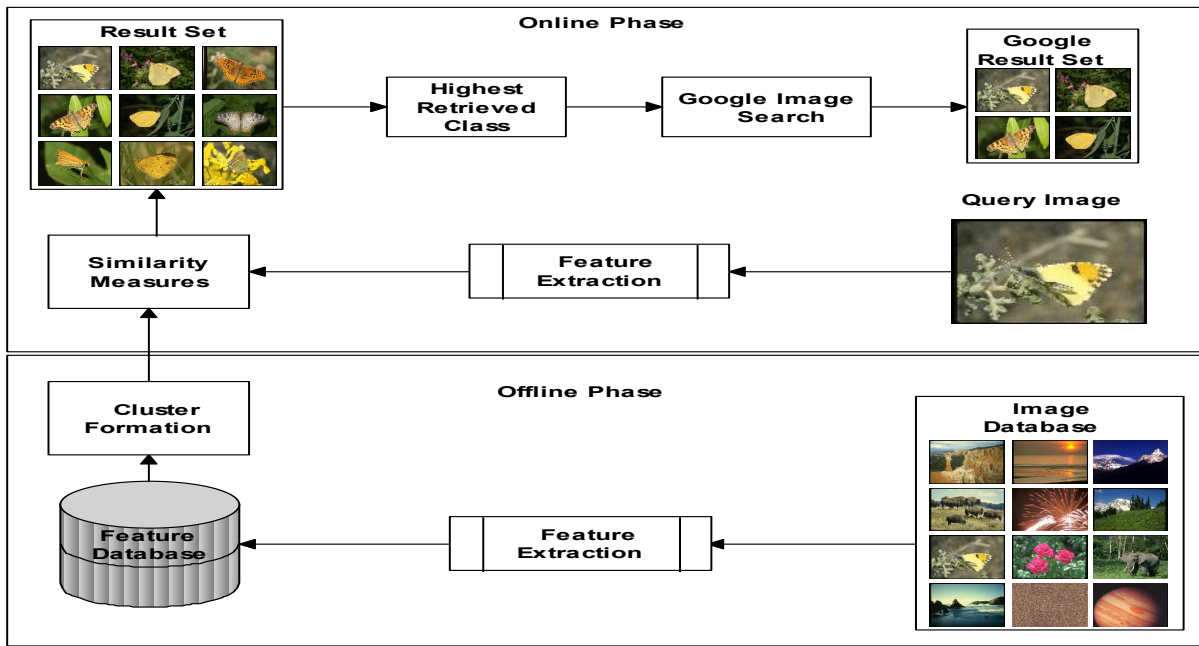 Online Phase
Result Set
Highest
Retrieved
Class
Google Image
Search
Google
Result Set
Query Image
Feature
Extraction
Similarity
Measures
Offline Phase
Cluster
Formation
Feature
Database
Feature
Extraction
Image
Database